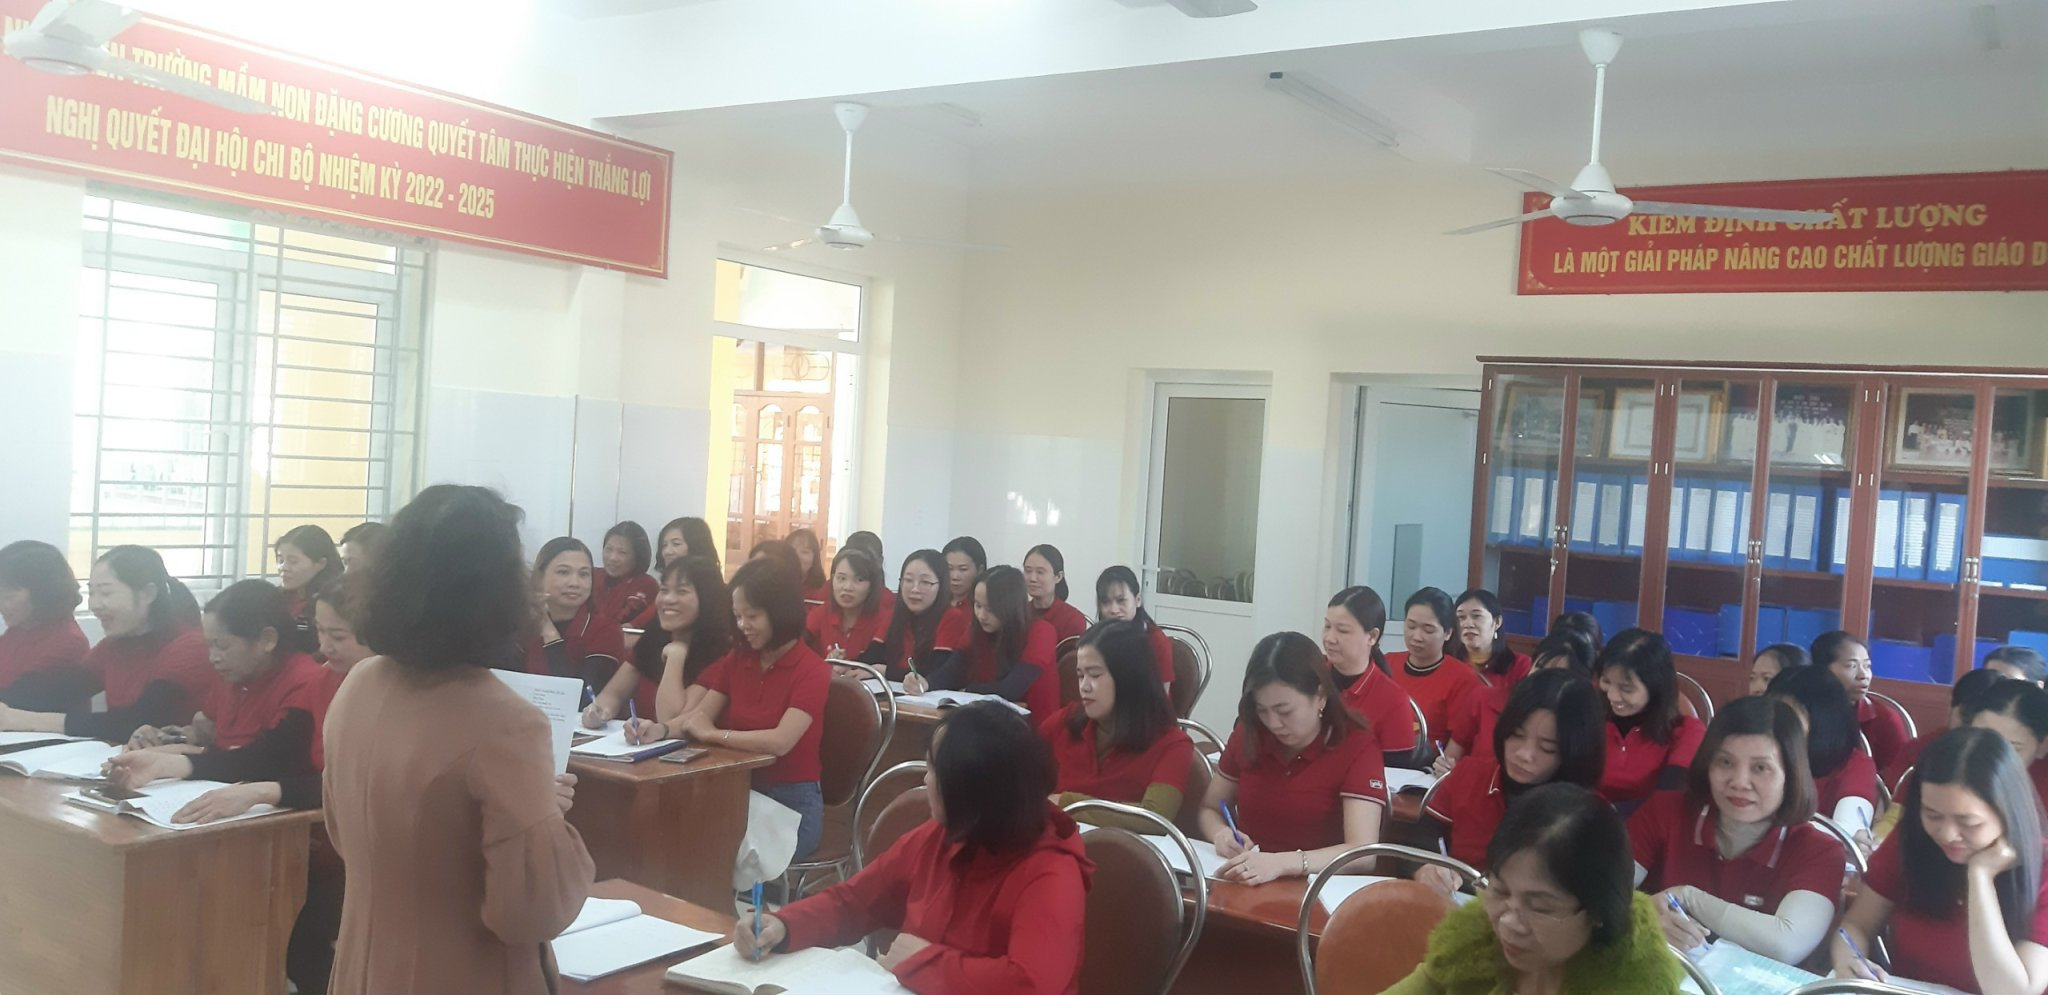 TRƯỜNG MẦM NON ĐẶNG CƯƠNG QUYẾT TÂM THỰC HIỆN THẮNG LỢI
NGHỊ QUYẾT ĐẠI HỘI CHI BỘ NHIỆM KỲ 2022 - 2025
KIỂM ĐỊNH CHẤT LƯỢNG
LÀ MỘT GIẢI PHÁP NÂNG CAO CHẤT LƯỢNG GIÁO D